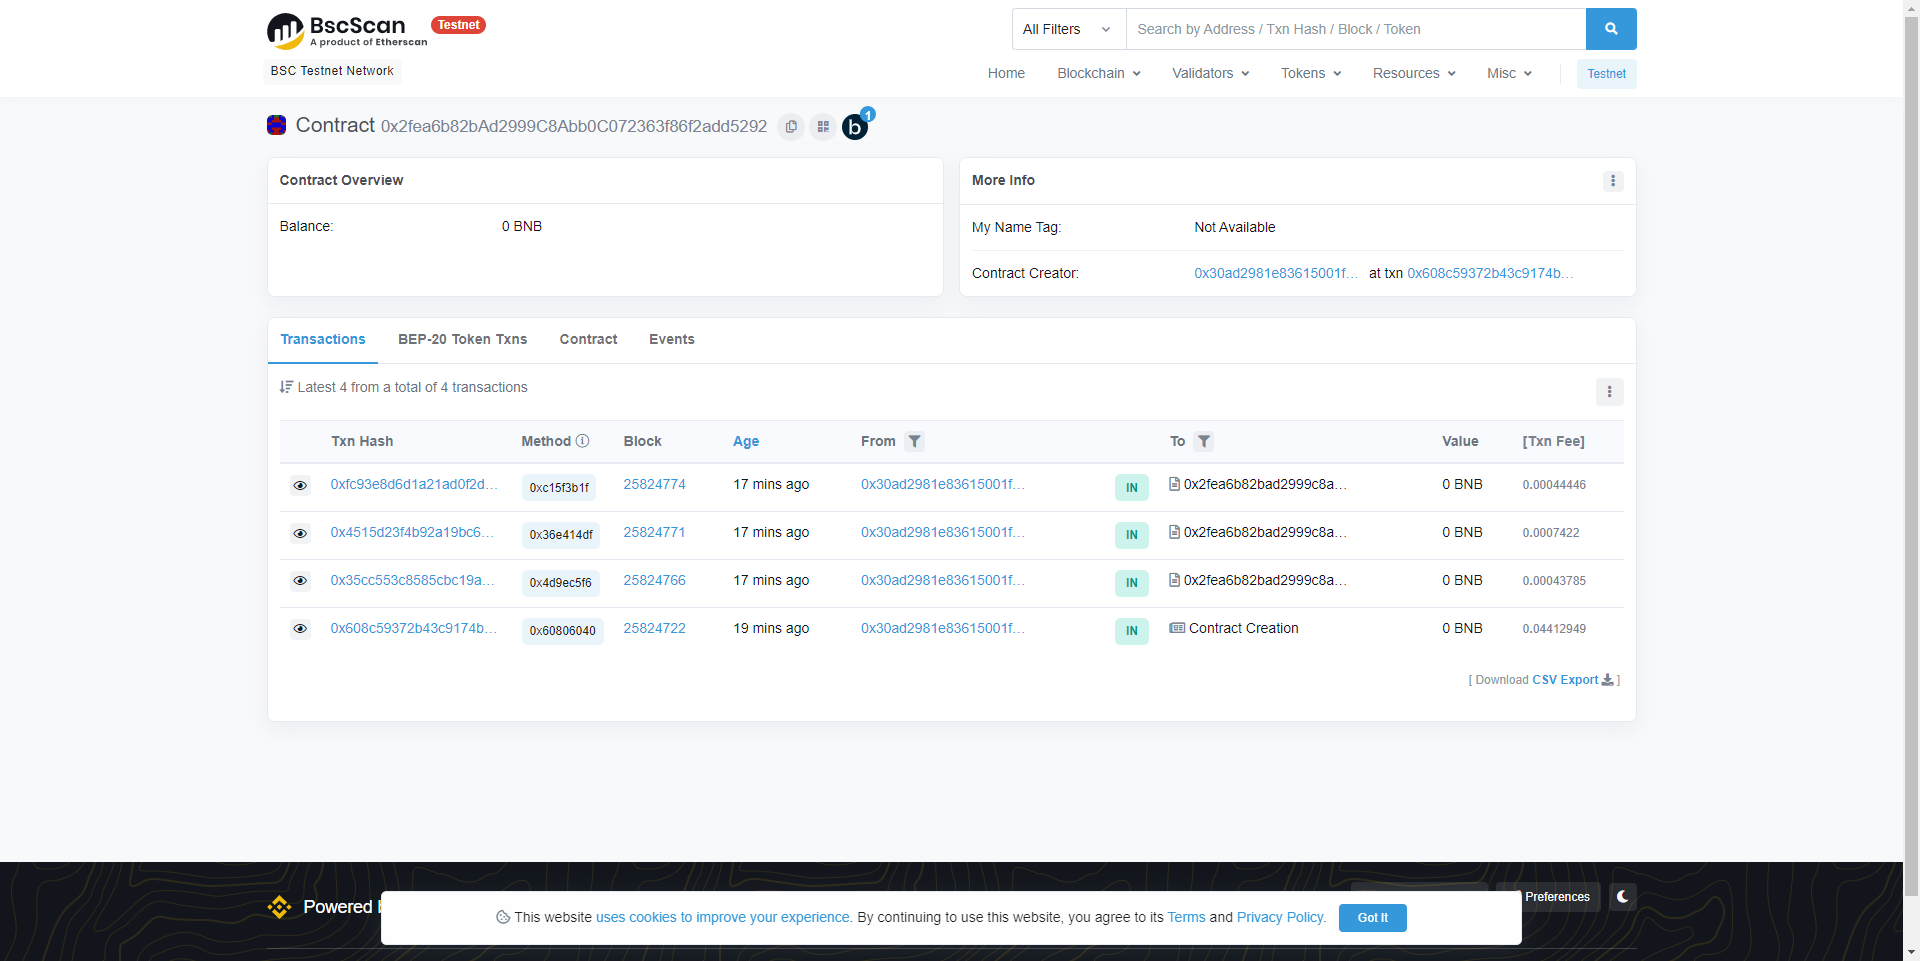 BscScan
A product of Etherscan
Testnet
BSC Testnet Network
All Filters
Search by Address / Txn Hash / Block / Token
Home
Blockchain
Validators
Tokens
Resources
Misc
Testnet
Contract 0x2fea6b82bAd2999C8Abb0C072363f86f2add5292
b
1
Contract Overview
Balance:
0 BNB
More Info
My Name Tag:
Not Available
Contract Creator:
0x30ad2981e83615001f...
at txn 0x608c59372b43c9174b...
Transactions
BEP-20 Token Txns
Contract
Events
Latest 4 from a total of 4 transactions
Txn Hash Method Block Age From To Value [Txn Fee]
0xfc93e8d6d1a21ad0f2d... 0xc15f3b1f 25824774 17 mins ago 0x30ad2981e83615001f... IN 0x2fea6b82bad2999c8a... 0 BNB 0.00044446
0x4515d23f4b92a19bc6... 0x36e414df 25824771 17 mins ago 0x30ad2981e83615001f... IN 0x2fea6b82bad2999c8a... 0 BNB 0.0007422
0x35cc553c8585cbc19a... 0x4d9ec5f6 25824766 17 mins ago 0x30ad2981e83615001f... IN 0x2fea6b82bad2999c8a... 0 BNB 0.00043785
0x608c59372b43c9174b... 0x60806040 25824722 19 mins ago 0x30ad2981e83615001f... IN Contract Creation 0 BNB 0.04412949
[ Download CSV Export ]
Powered
Preferences
This website uses cookies to improve your experience. By continuing to use this website, you agree to its Terms and Privacy Policy.
Got It